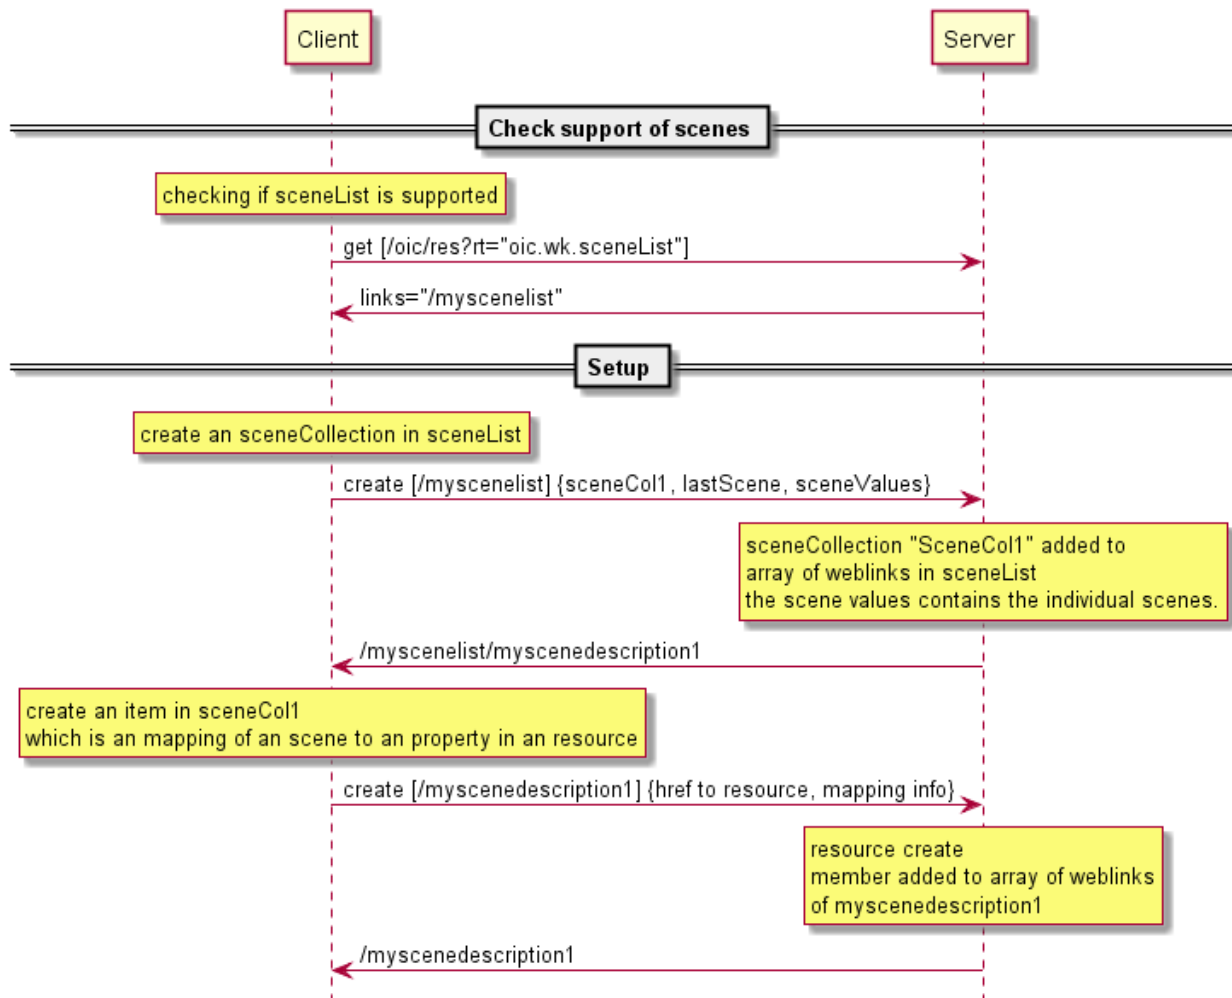 Client
Server
Check support of scenes
checking if sceneList is supported
get [/oic/res?rt="oic.wk.sceneList"]
links="/myscenelist"
Setup
create an sceneCollection in sceneList
create [/myscenelist] {sceneCol1, lastScene, sceneValues}
sceneCollection "SceneCol1" added to
array of weblinks in sceneList
the scene values contains the individual scenes.
/myscenelist/myscenedescription1
create an item in sceneCol1
which is an mapping of an scene to an property in an resource
create [/myscenedescription1] {href to resource, mapping info}
resource create
member added to array of weblinks
of myscenedescription1
/myscenedescription1